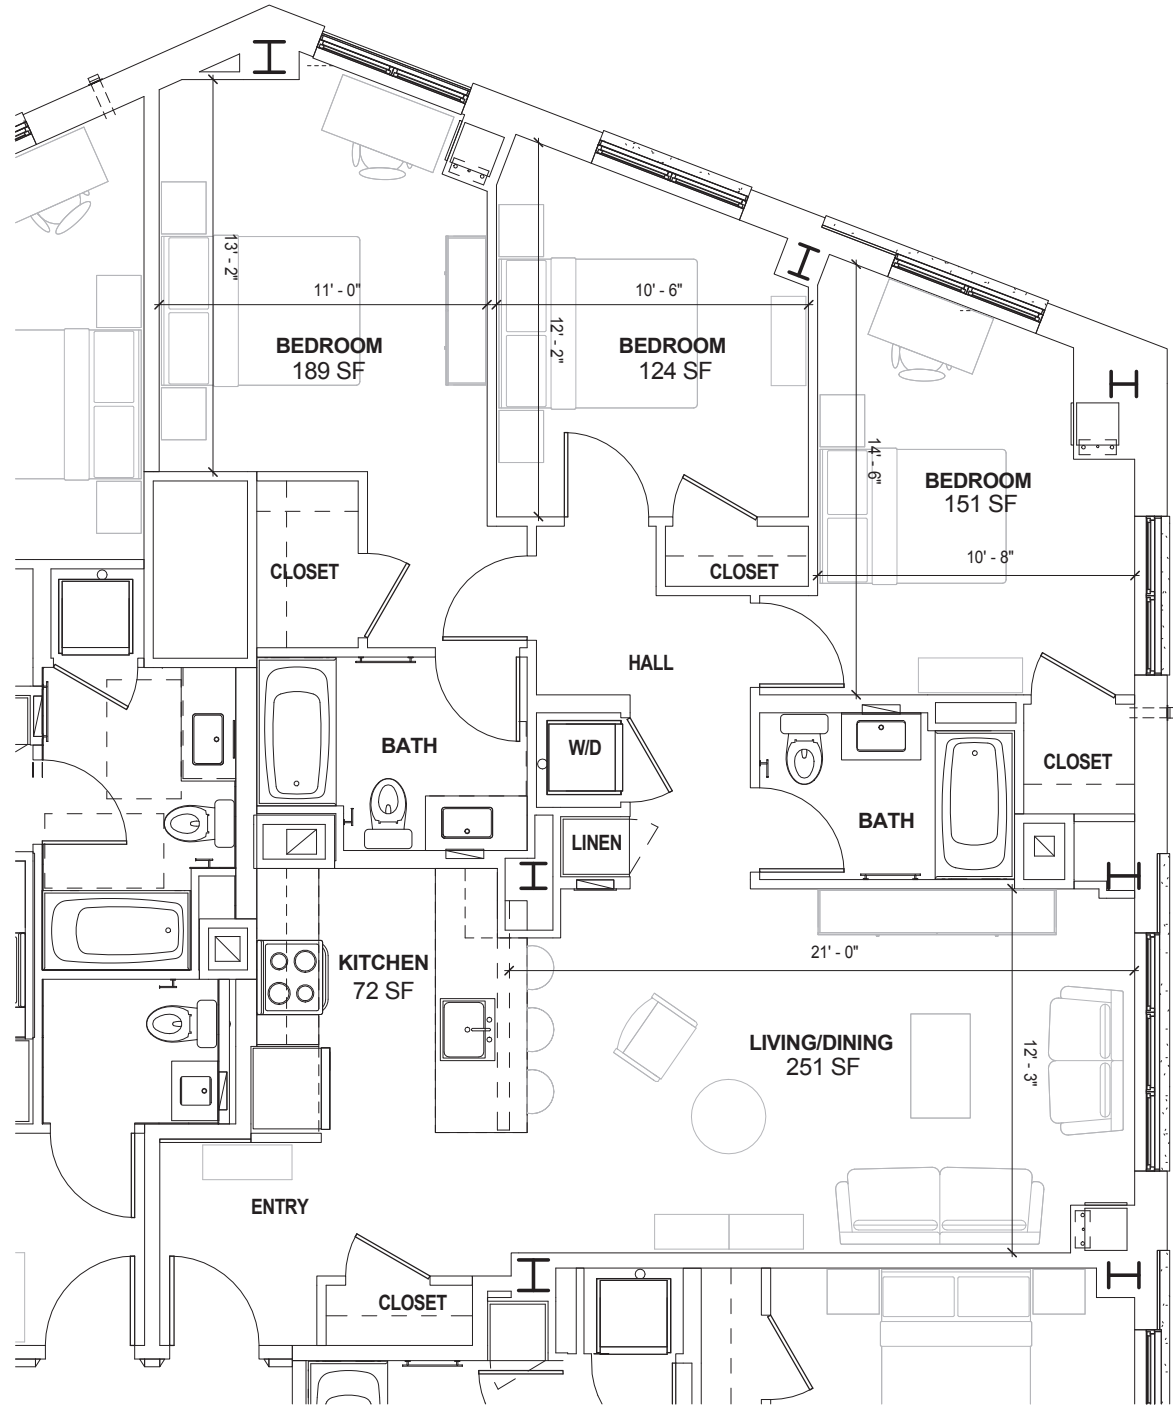 13' - 2"
11' - 0"
10' - 6"
BEDROOM
189 SF
12' - 2"
BEDROOM
124 SF
14' - 6"
BEDROOM
151 SF
10' - 8"
CLOSET
CLOSET
HALL
BATH
W/D
CLOSET
BATH
LINEN
21' - 0"
KITCHEN
72 SF
LIVING/DINING
251 SF
12' - 3"
ENTRY
CLOSET